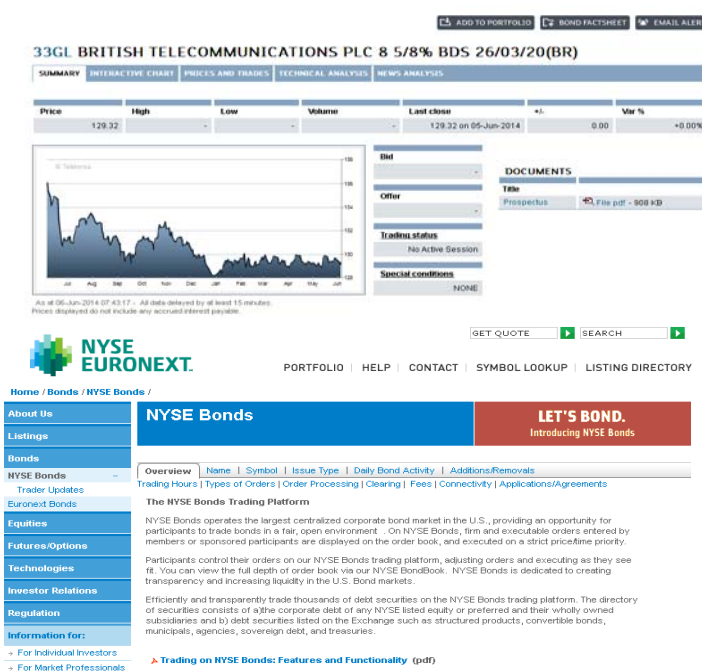 ADD TO PORTFOLIO BOND FACTSHEET EMAIL ALER
33GL BRITISH TELECOMMUNICATIONS PLC 8 5/8% BDS 26/03/20(BR)
SUMMARY INTERACTIVE CHART PRICES AND TRADES TECHNICAL ANALYSIS NEWS ANALYSIS
Price High Low Volume Last close +/- Var %
129.32 - - - 129.32 on 05-Jun-2014 0.00 +0.00%
Bid
-
Offer
-
Trading status
No Active Session
Special conditions
NONE
DOCUMENTS
Title
Prospectus File pdf - 908 KB
136
134
132
130
128
Jul Aug Sep Oct Nov Dec Jan Feb Mar Apr May Jun
As at 06-Jun-2014 07:43:17 - All data delayed by at least 15 minutes.
Prices displayed do not include any accrued interest payable.
GET QUOTE SEARCH
NYSE
EURONEXT.
PORTFOLIO | HELP | CONTACT | SYMBOL LOOKUP | LISTING DIRECTORY
Home / Bonds / NYSE Bonds /
About Us
Listings
Bonds
NYSE Bonds –
Trader Updates
Euronext Bonds
Equities
Futures/Options
Technologies
Investor Relations
Regulation
Information for:
For Individual Investors
For Market Professionals
NYSE Bonds
LET'S BOND.
Introducing NYSE Bonds
Overview Name | Symbol | Issue Type | Daily Bond Activity | Additions/Removals
Trading Hours | Types of Orders | Order Processing | Clearing | Fees | Connectivity | Applications/Agreements
The NYSE Bonds Trading Platform
NYSE Bonds operates the largest centralized corporate bond market in the U.S., providing an opportunity for
participants to trade bonds in a fair, open environment . On NYSE Bonds, firm and executable orders entered by
members or sponsored participants are displayed on the order book, and executed on a strict price/time priority.
Participants control their orders on our NYSE Bonds trading platform, adjusting orders and executing as they see
fit. You can view the full depth of order book via our NYSE BondBook. NYSE Bonds is dedicated to creating
transparency and increasing liquidity in the U.S. Bond markets.
Efficiently and transparently trade thousands of debt securities on the NYSE Bonds trading platform. The directory
of securities consists of a)the corporate debt of any NYSE listed equity or preferred and their wholly owned
subsidiaries and b) debt securities listed on the Exchange such as structured products, convertible bonds,
municipals, agencies, sovereign debt, and treasuries.
Trading on NYSE Bonds: Features and Functionality (pdf)